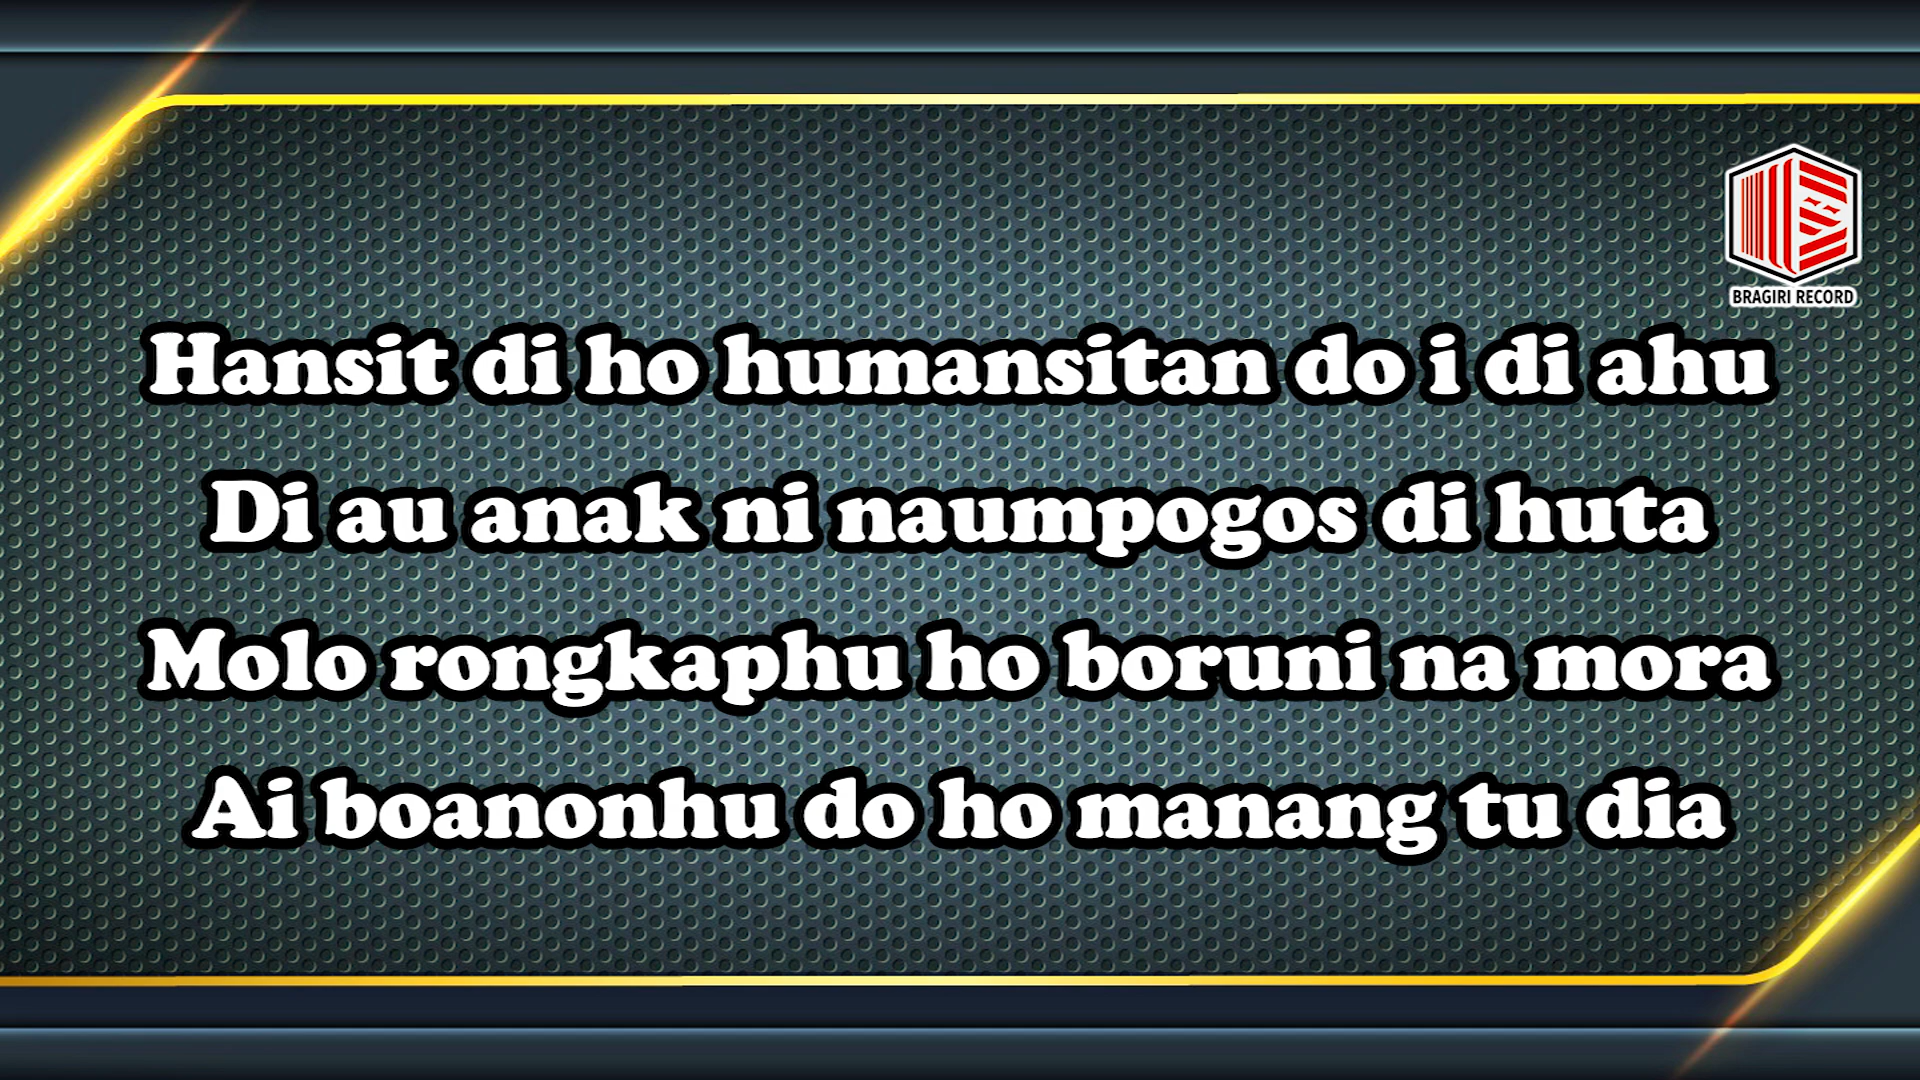 BRAGIRI RECORD
Hansit di ho humansitan do i di ahu
Di au anak ni naumpogos di huta
Molo rongkaphu ho boruni na mora
Ai boanonhu do ho manang tu dia